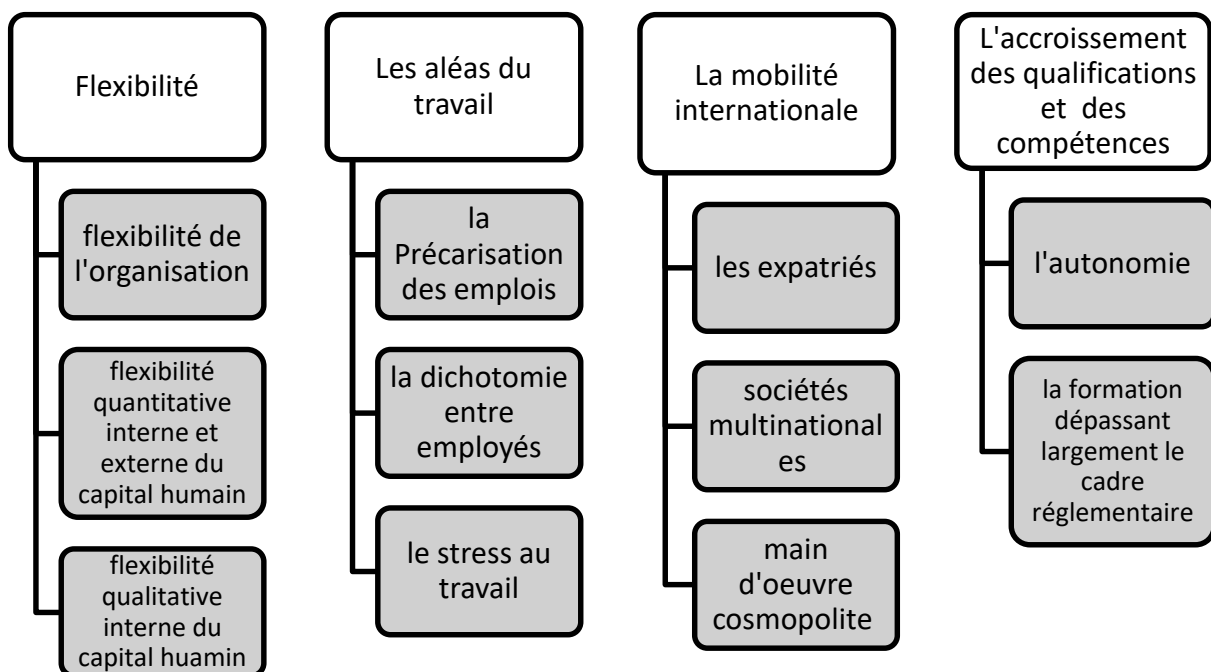 Flexibilité
flexibilité de
l'organisation
flexibilité
quantitative
interne et
externe du
capital humain
flexibilité
qualitative
interne du
capital huamin
Les aléas du
travail
la
Précarisation
des emplois
la dichotomie
entre
employés
le stress au
travail
La mobilité
internationale
les expatriés
sociétés
multinational
es
main
d'oeuvre
cosmopolite
L'accroissement
des qualifications
et des
compétences
l'autonomie
la formation
dépassant
largement le
cadre
réglementaire